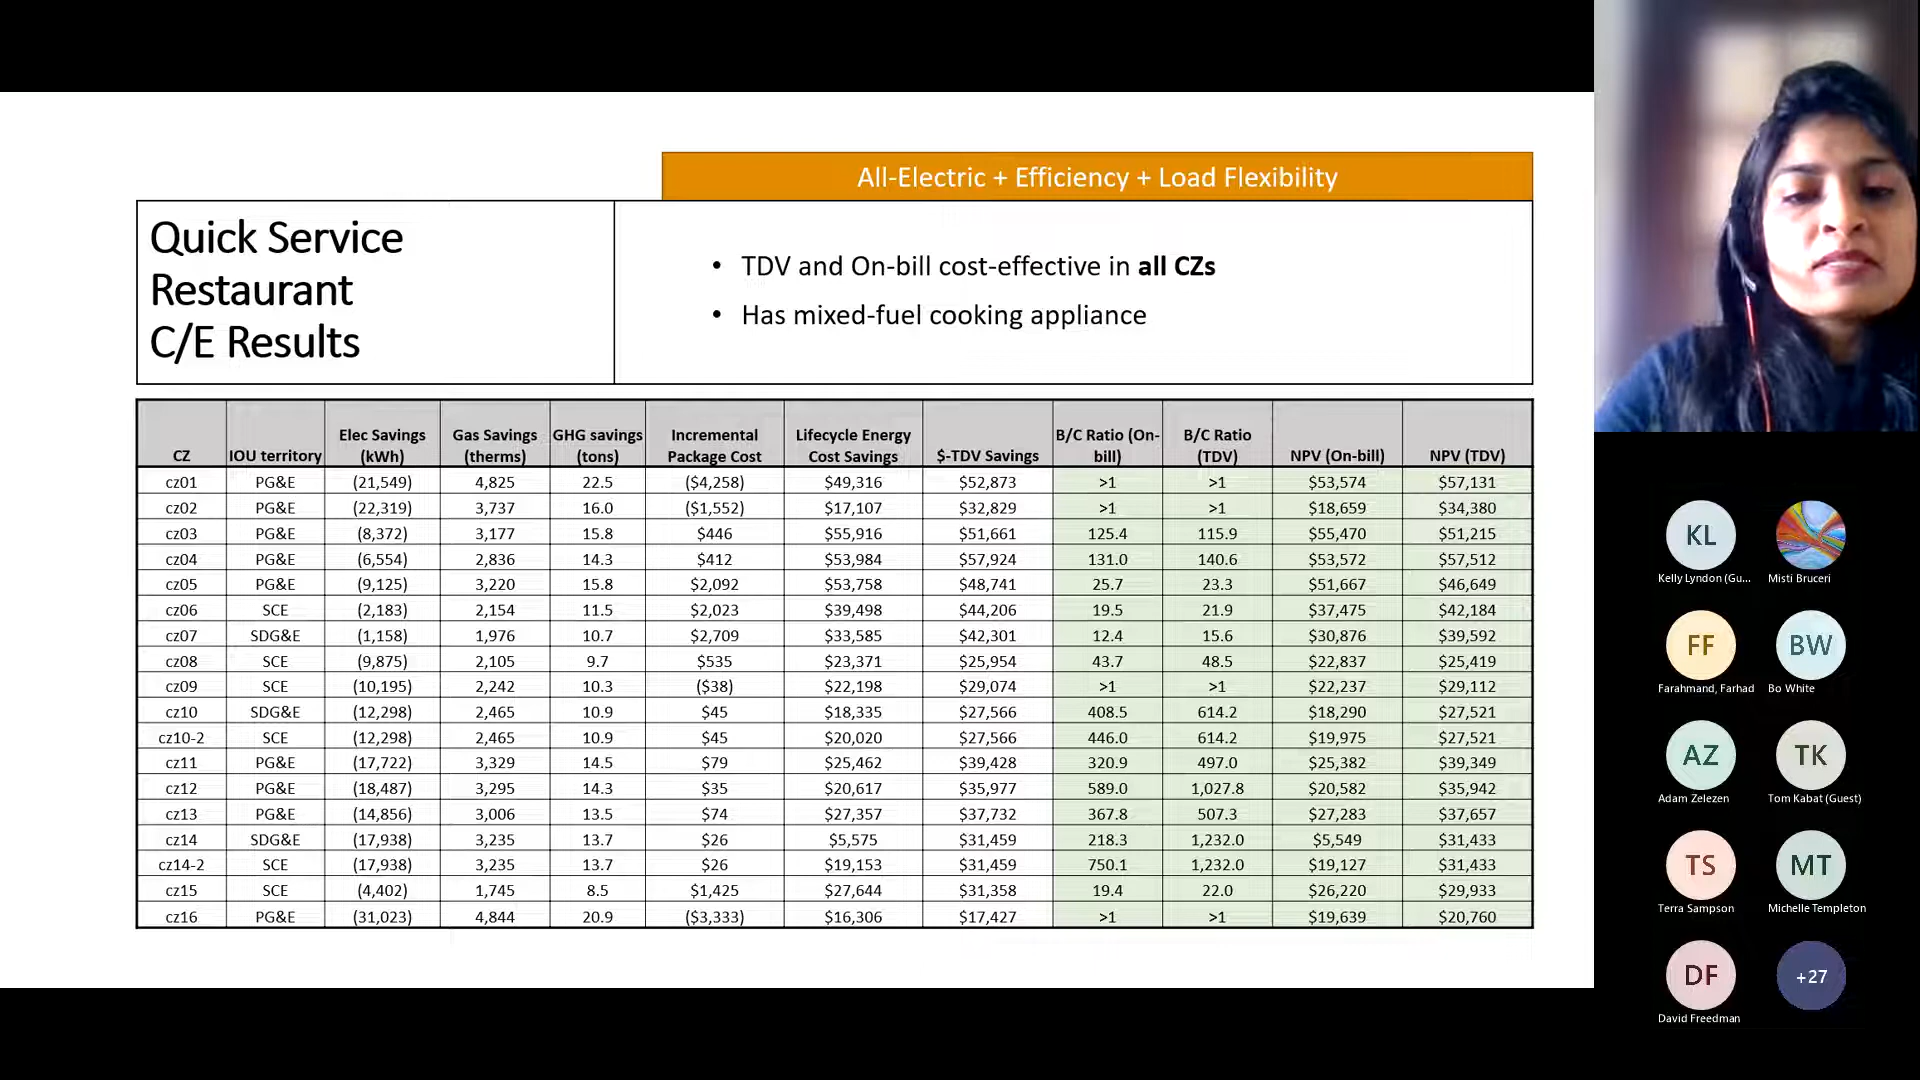 All-Electric + Efficiency + Load Flexibility
Quick Service
Restaurant
C/E Results
• TDV and On-bill cost-effective in all CZs
• Has mixed-fuel cooking appliance
CZ IOU territory Elec Savings (kWh) Gas Savings (therms) GHG savings (tons) Incremental Package Cost Lifecycle Energy Cost Savings $-TDV Savings B/C Ratio (On-bill) B/C Ratio (TDV) NPV (On-bill) NPV (TDV)
cz01 PG&E (21,549) 4,825 22.5 ($4,258) $49,316 $52,873 >1 >1 $53,574 $57,131
cz02 PG&E (22,319) 3,737 16.0 ($1,552) $17,107 $32,829 >1 >1 $18,659 $34,380
cz03 PG&E (8,372) 3,177 15.8 $446 $55,916 $51,661 125.4 115.9 $55,470 $51,215
cz04 PG&E (6,554) 2,836 14.3 $412 $53,984 $57,924 131.0 140.6 $53,572 $57,512
cz05 PG&E (9,125) 3,220 15.8 $2,092 $53,758 $48,741 25.7 23.3 $51,667 $46,649
cz06 SCE (2,183) 2,154 11.5 $2,023 $39,498 $44,206 19.5 21.9 $37,475 $42,184
cz07 SDG&E (1,158) 1,976 10.7 $2,709 $33,585 $42,301 12.4 15.6 $30,876 $39,592
cz08 SCE (9,875) 2,105 9.7 $535 $23,371 $25,954 43.7 48.5 $22,837 $25,419
cz09 SCE (10,195) 2,242 10.3 ($38) $22,198 $29,074 >1 >1 $22,237 $29,112
cz10 SDG&E (12,298) 2,465 10.9 $45 $18,335 $27,566 408.5 614.2 $18,290 $27,521
cz10-2 SCE (12,298) 2,465 10.9 $45 $20,020 $27,566 446.0 614.2 $19,975 $27,521
cz11 PG&E (17,722) 3,329 14.5 $79 $25,462 $39,428 320.9 497.0 $25,382 $39,349
cz12 PG&E (18,487) 3,295 14.3 $35 $20,617 $35,977 589.0 1,027.8 $20,582 $35,942
cz13 PG&E (14,856) 3,006 13.5 $74 $27,357 $37,732 367.8 507.3 $27,283 $37,657
cz14 SDG&E (17,938) 3,235 13.7 $26 $5,575 $31,459 218.3 1,232.0 $5,549 $31,433
cz14-2 SCE (17,938) 3,235 13.7 $26 $19,153 $31,459 750.1 1,232.0 $19,127 $31,433
cz15 SCE (4,402) 1,745 8.5 $1,425 $27,644 $31,358 19.4 22.0 $26,220 $29,933
cz16 PG&E (31,023) 4,844 20.9 ($3,333) $16,306 $17,427 >1 >1 $19,639 $20,760
KL
Kelly Lyndon (Gu... Misti Bruceri
FF BW
Farahmand, Farhad Bo White
AZ TK
Adam Zelezen Tom Kabat (Guest)
TS MT
Terra Sampson Michelle Templeton
DF +27
David Freedman